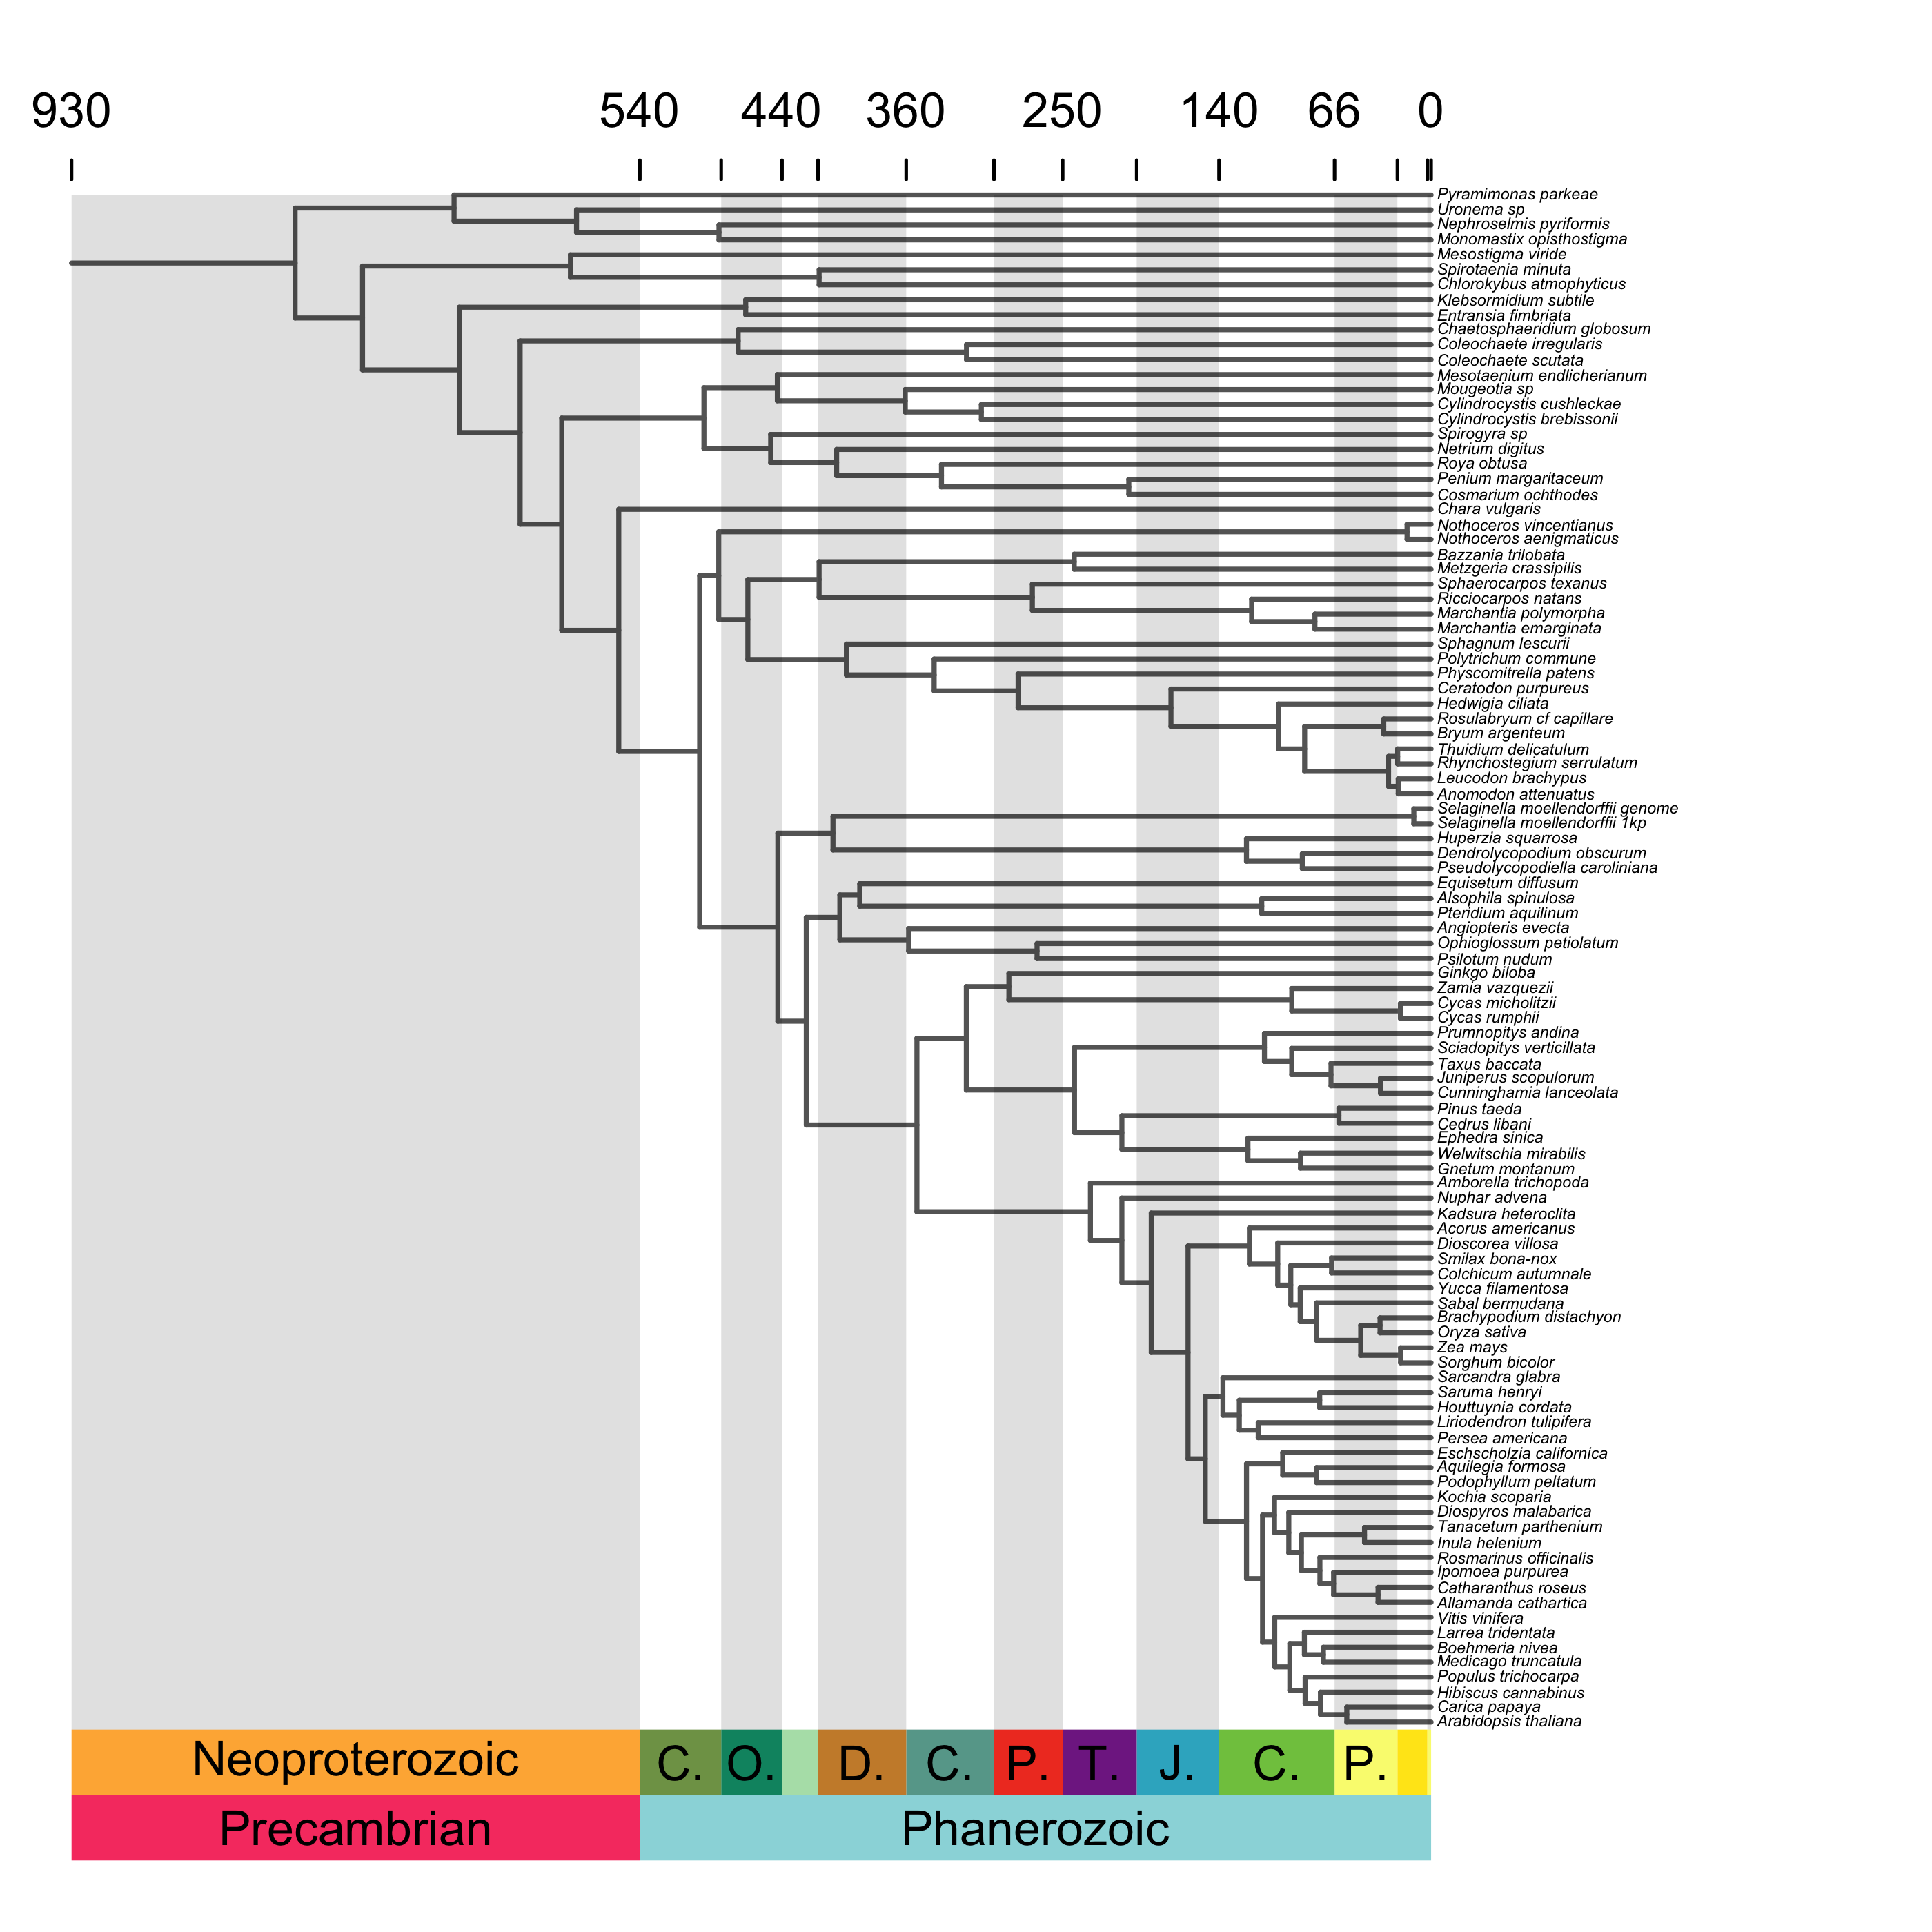 930 540 440 360 250 140 66 0
Pyramimonas parkeae
Uronema sp
Nephroselmis pyriformis
Monomastix opisthostigma
Mesostigma viride
Spirotaenia minuta
Chlorokybus atmophyticus
Klebsormidium subtile
Entransia fimbriata
Chaetosphaeridium globosum
Coleochaete irregularis
Coleochaete scutata
Mesotaenium endlicherianum
Mougeotia sp
Cylindrocystis cushleckae
Cylindrocystis brebissonii
Spirogyra sp
Netrium digitus
Roya obtusa
Penium margaritaceum
Cosmarium ochthodes
Chara vulgaris
Nothoceros vincentianus
Nothoceros aenigmaticus
Bazzania trilobata
Metzgeria crassipilis
Sphaerocarpos texanus
Ricciocarpos natans
Marchantia polymorpha
Marchantia emarginata
Sphagnum lescurii
Polytrichum commune
Physcomitrella patens
Ceratodon purpureus
Hedwigia ciliata
Rosulabryum cf capillare
Bryum argenteum
Thuidium delicatulum
Rhynchostegium serrulatum
Leucodon brachypus
Anomodon attenuatus
Selaginella moellendorffii genome
Selaginella moellendorffii 1kp
Huperzia squarrosa
Dendrolycopodium obscurum
Pseudolycopodiella caroliniana
Equisetum diffusum
Alsophila spinulosa
Pteridium aquilinum
Angiopteris evecta
Ophioglossum petiolatum
Psilotum nudum
Ginkgo biloba
Zamia vazquezii
Cycas micholitzii
Cycas rumphii
Prumnopitys andina
Sciadopitys verticillata
Taxus baccata
Juniperus scopulorum
Cunninghamia lanceolata
Pinus taeda
Cedrus libani
Ephedra sinica
Welwitschia mirabilis
Gnetum montanum
Amborella trichopoda
Nuphar advena
Kadsura heteroclita
Acorus americanus
Dioscorea villosa
Smilax bona-nox
Colchicum autumnale
Yucca filamentosa
Sabal bermudana
Brachypodium distachyon
Oryza sativa
Zea mays
Sorghum bicolor
Sarcandra glabra
Saruma henryi
Houttuynia cordata
Liriodendron tulipifera
Persea americana
Eschscholzia californica
Aquilegia formosa
Podophyllum peltatum
Kochia scoparia
Diospyros malabarica
Tanacetum parthenium
Inula helenium
Rosmarinus officinalis
Ipomoea purpurea
Catharanthus roseus
Allamanda cathartica
Vitis vinifera
Larrea tridentata
Boehmeria nivea
Medicago truncatula
Populus trichocarpa
Hibiscus cannabinus
Carica papaya
Arabidopsis thaliana
Neoproterozoic C. O. D. C. P. T. J. C. P.
Precambrian Phanerozoic